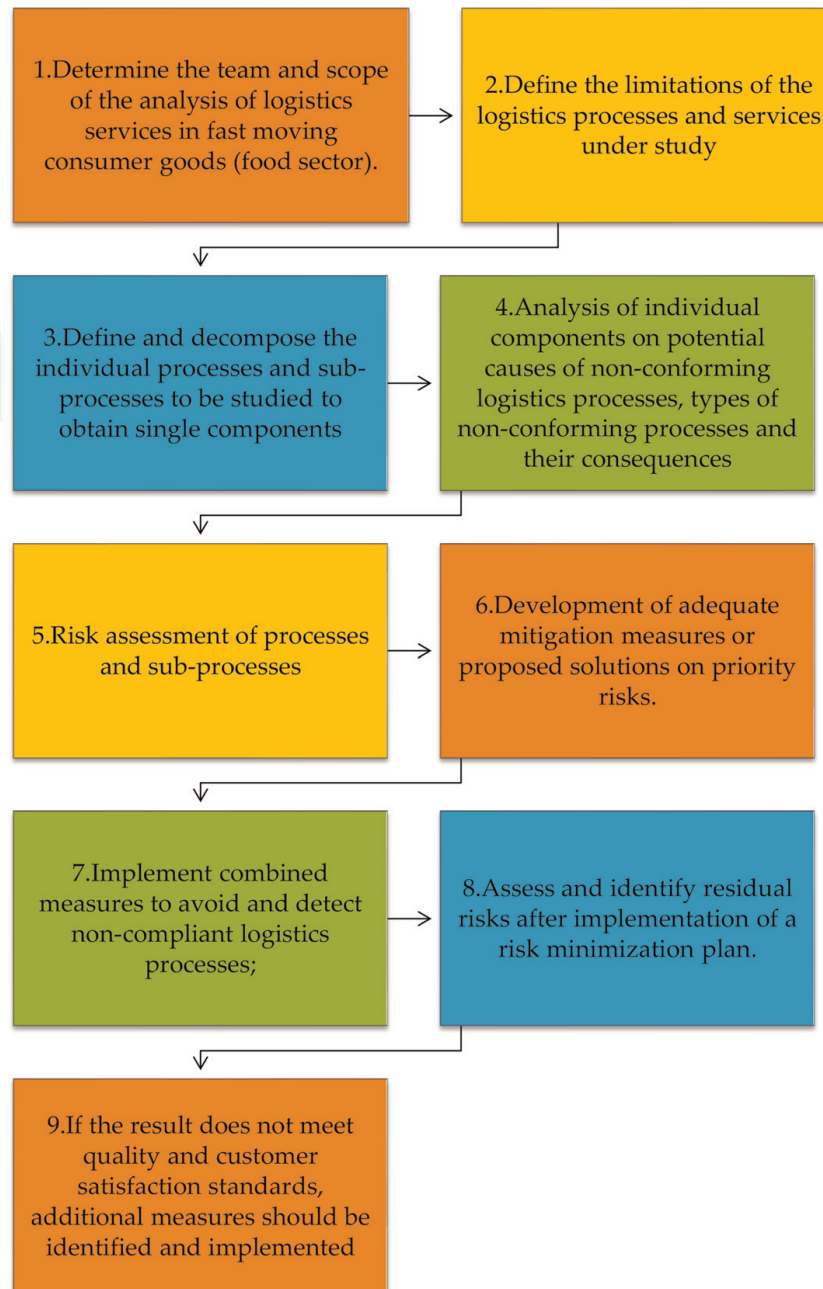 1.Determine the team and scope
of the analysis of logistics
services in fast moving
consumer goods (food sector).
2.Define the limitations of the
logistics processes and services
under study
3.Define and decompose the
individual processes and sub-
processes to be studied to
obtain single components
4.Analysis of individual
components on potential
causes of non-conforming
logistics processes, types of
non-conforming processes and
their consequences
5.Risk assessment of processes
and sub-processes
6.Development of adequate
mitigation measures or
proposed solutions on priority
risks.
7.Implement combined
measures to avoid and detect
non-compliant logistics
processes;
8.Assess and identify residual
risks after implementation of a
risk minimization plan.
9.If the result does not meet
quality and customer
satisfaction standards,
additional measures should be
identified and implemented